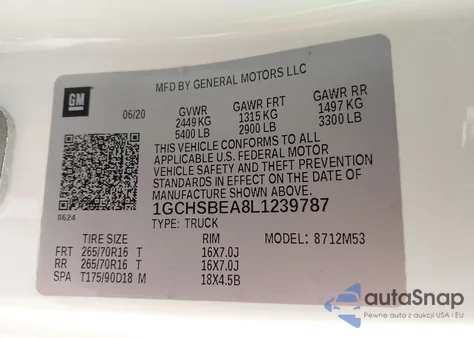 MFD BY GENERAL MOTORS LLC
GM
06/20 GVWR GAWR FRT GAWR RR
2449 KG 1315 KG 1497 KG
5400 LB 2900 LB 3300 LB
THIS VEHICLE CONFORMS TO ALL
APPLICABLE U.S. FEDERAL MOTOR
VEHICLE SAFETY AND THEFT PREVENTION
STANDARDS IN EFFECT ON THE DATE OF
MANUFACTURE SHOWN ABOVE.
8624
1GCHSBEA8L1239787
TYPE: TRUCK
TIRE SIZE RIM MODEL: 8712M53
FRT 265/70R16 T 16X7.0J
RR 265/70R16 T 16X7.0J
SPA T175/90D18 M 18X4.5B
autoSnap
Pewne auta z aukcji USA - EU